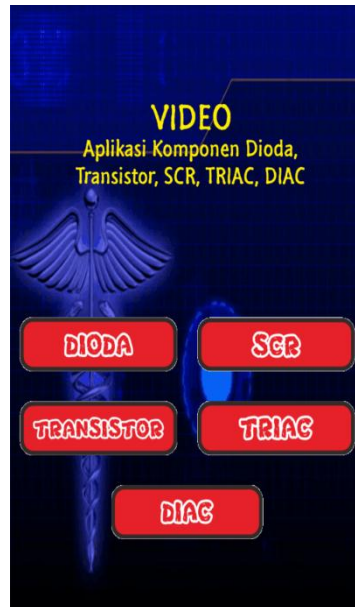 VIDEO
Aplikasi Komponen Dioda,
Transistor, SCR, TRIAC, DIAC
DIODA
SCR
TRANSISTOR
TRIAC
DIAC